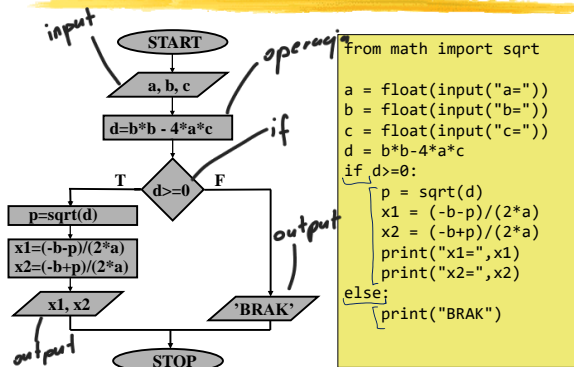 input
START
operacja
a, b, c
d=b*b - 4*a*c
if
T
d>=0
F
p=sqrt(d)
x1=(-b-p)/(2*a)
x2=(-b+p)/(2*a)
output
x1, x2
'BRAK'
output
STOP
from math import sqrt
a = float(input("a="))
b = float(input("b="))
c = float(input("c="))
d = b*b-4*a*c
if d>=0:
p = sqrt(d)
x1 = (-b-p)/(2*a)
x2 = (-b+p)/(2*a)
print("x1=",x1)
print("x2=",x2)
else:
print("BRAK")